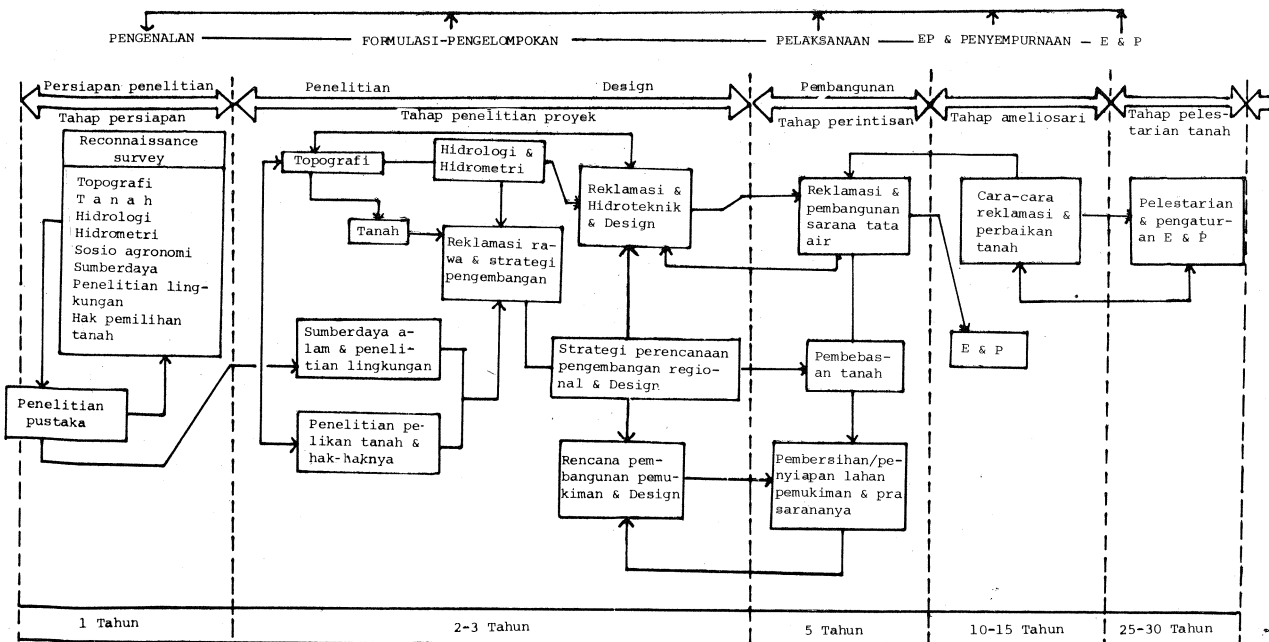 PENGENALAN FORMULASI-PENGELOMPOKAN PELAKSANAAN EP & PENYEMPURNAAN - E & P
Persiapan penelitian
Tahap persiapan
Penelitian Design
Tahap penelitian proyek
Pembangunan
Tahap perintisan
Tahap ameliosari
Tahap peles-
tarian tanah
Reconnaissance
survey
Topografi
T a n a h
Hidrologi
Hidrometri
Sosio agronomi
Sumberdaya
Penelitian ling-
kungan
Hak pemilihan
tanah
Penelitian
pustaka
Topografi
Hidrologi &
Hidrometri
Tanah
Reklamasi ra-
wa & strategi
pengembangan
Reklamasi &
Hidroteknik
& Design
Sumberdaya a-
lam & peneli-
tian lingkungan
Penelitian pe-
likan tanah &
hak-haknya
Strategi perencanaan
pengembangan regio-
nal & Design
Rencana pem-
bangunan pemu-
kiman & Design
Reklamasi &
pembangunan
sarana tata
air
Pembebas-
an tanah
Pembersihan/pe-
nyiapan lahan
pemukiman & pra
sarananya
Cara-cara
reklamasi &
perbaikan
tanah
E & P
Pelestarian
& pengatur-
an E & P
1 Tahun
2-3 Tahun
5 Tahun
10-15 Tahun
25-30 Tahun